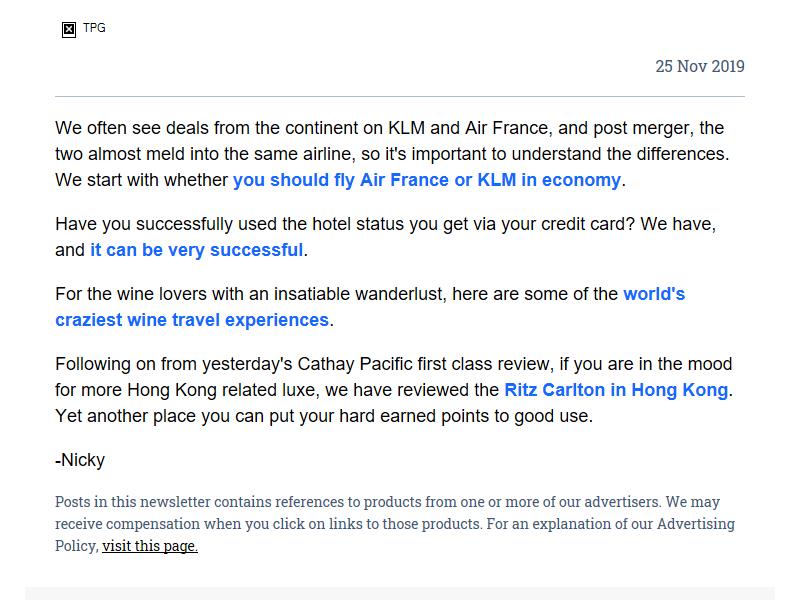 TPG
25 Nov 2019
We often see deals from the continent on KLM and Air France, and post merger, the
two almost meld into the same airline, so it's important to understand the differences.
We start with whether you should fly Air France or KLM in economy.
Have you successfully used the hotel status you get via your credit card? We have,
and it can be very successful.
For the wine lovers with an insatiable wanderlust, here are some of the world's
craziest wine travel experiences.
Following on from yesterday's Cathay Pacific first class review, if you are in the mood
for more Hong Kong related luxe, we have reviewed the Ritz Carlton in Hong Kong.
Yet another place you can put your hard earned points to good use.
-Nicky
Posts in this newsletter contains references to products from one or more of our advertisers. We may
receive compensation when you click on links to those products. For an explanation of our Advertising
Policy, visit this page.